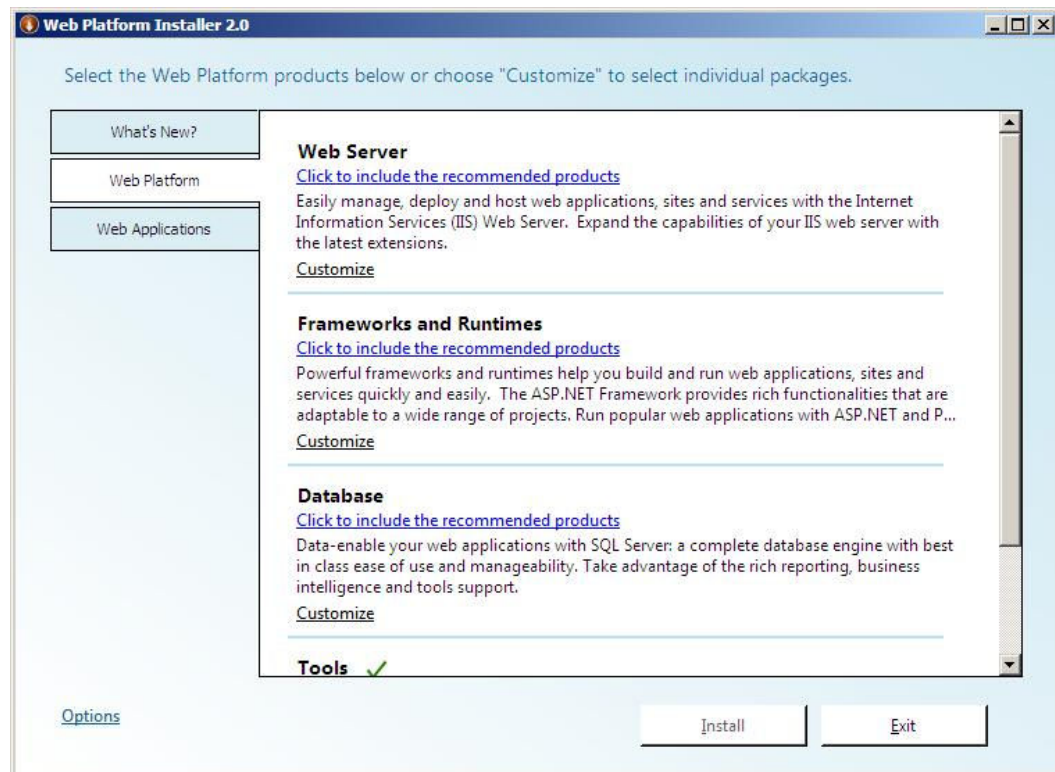 Web Platform Installer 2.0
Select the Web Platform products below or choose "Customize" to select individual packages.
What's New?
Web Platform
Web Applications
Web Server
Click to include the recommended products
Easily manage, deploy and host web applications, sites and services with the Internet
Information Services (IIS) Web Server. Expand the capabilities of your IIS web server with
the latest extensions.
Customize
Frameworks and Runtimes
Click to include the recommended products
Powerful frameworks and runtimes help you build and run web applications, sites and
services quickly and easily. The ASP.NET Framework provides rich functionalities that are
adaptable to a wide range of projects. Run popular web applications with ASP.NET and P...
Customize
Database
Click to include the recommended products
Data-enable your web applications with SQL Server: a complete database engine with best
in class ease of use and manageability. Take advantage of the rich reporting, business
intelligence and tools support.
Customize
Tools
Options
Install
Exit